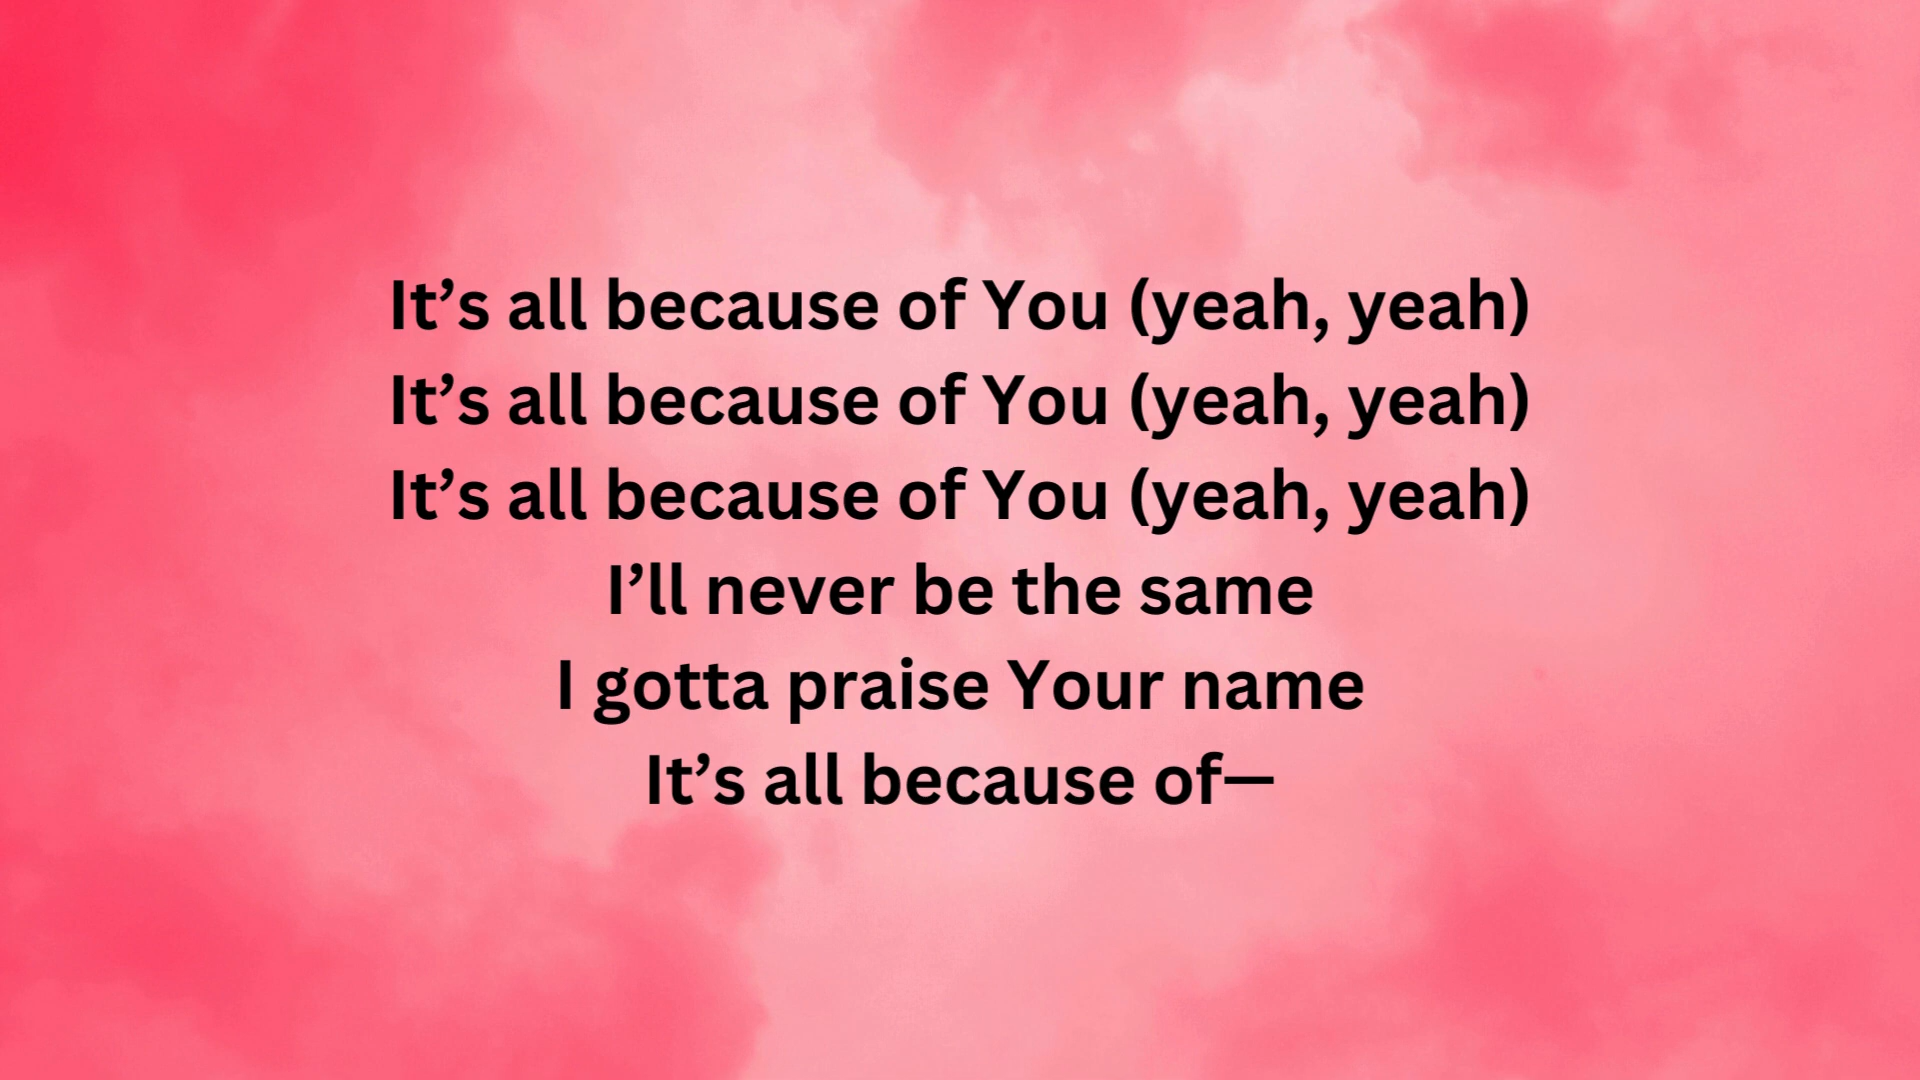 It’s all because of You (yeah, yeah)
It’s all because of You (yeah, yeah)
It’s all because of You (yeah, yeah)
I’ll never be the same
I gotta praise Your name
It’s all because of—